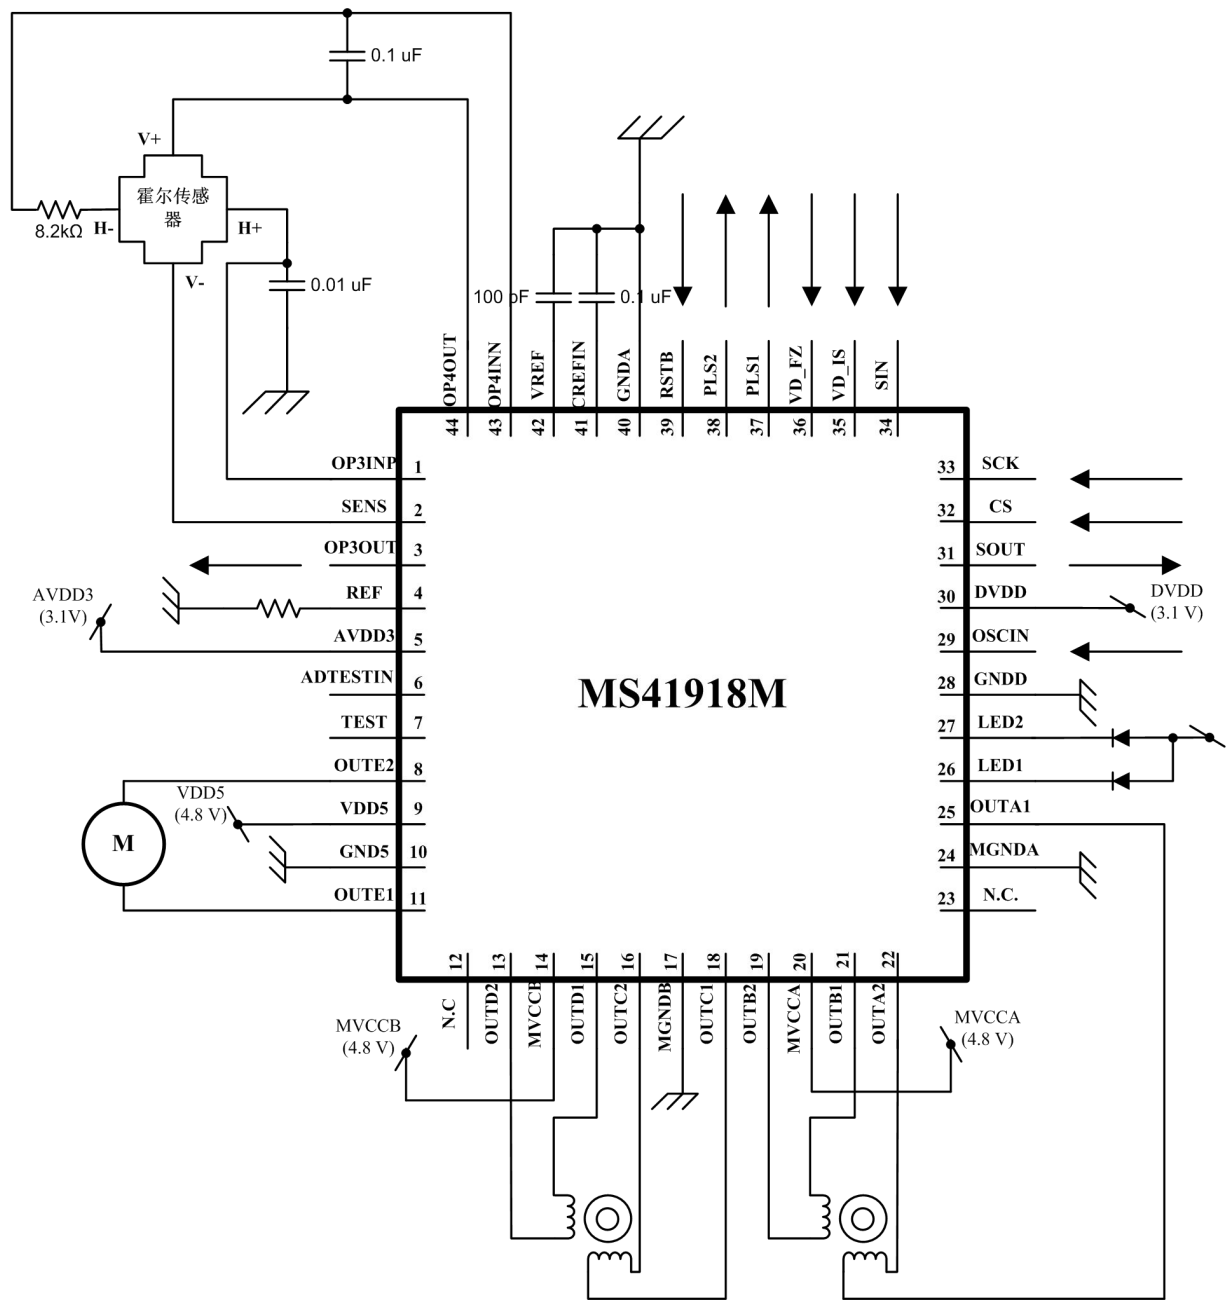 0.1 uF
V+
霍尔传感
器
8.2kΩ
H-
H+
V-
0.01 uF
100 pF
0.1 uF
OP4OUT
OP4INN
VREF
CREFIN
GNDA
RSTB
PLS2
PLS1
VD_FZ
VD_IS
SIN
44
43
42
41
40
39
38
37
36
35
34
OP3INP
1
SENS
2
OP3OUT
3
REF
4
AVDD3
5
ADTESTIN
6
TEST
7
OUTE2
8
VDD5
9
GND5
10
OUTE1
11
AVDD3
(3.1V)
VDD5
(4.8 V)
M
MS41918M
33
SCK
32
CS
31
SOUT
30
DVDD
29
OSCIN
28
GNDD
27
LED2
26
LED1
25
OUTA1
24
MGNDA
23
N.C.
DVDD
(3.1 V)
12
13
14
15
16
17
18
19
20
21
22
N.C
OUTD2
MVCCB
OUTD1
OUTC2
MGNDB
OUTC1
OUTB2
MVCCA
OUTB1
OUTA2
MVCCB
(4.8 V)
MVCCA
(4.8 V)